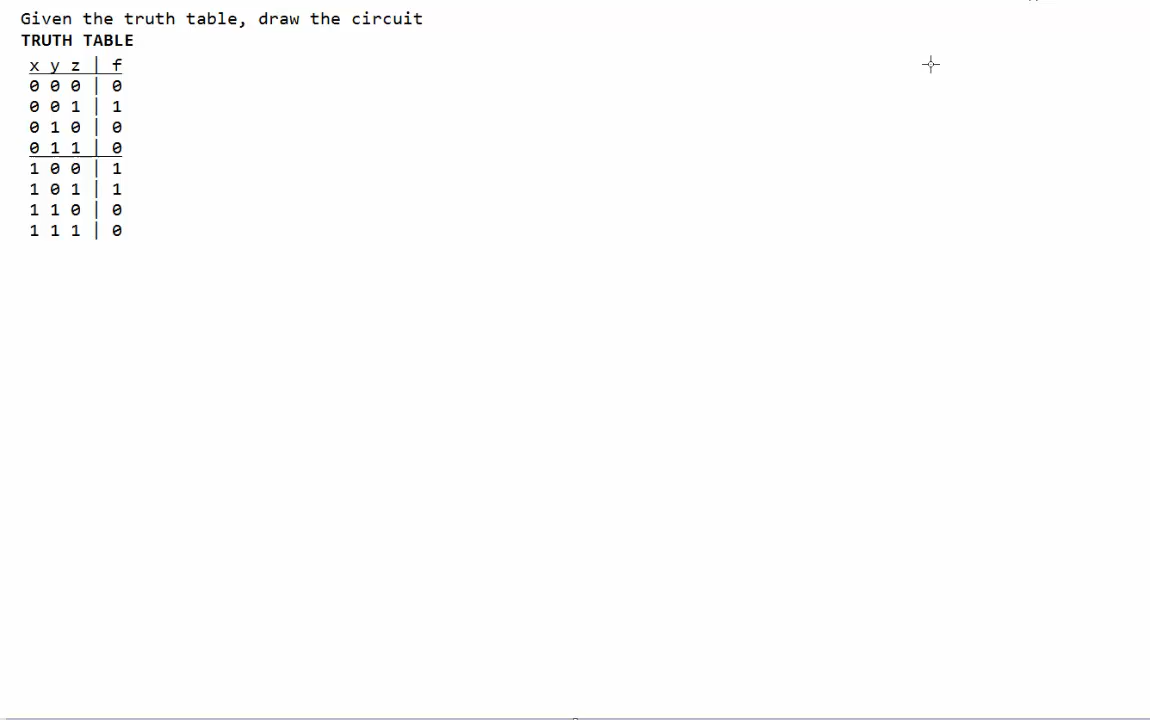 Given the truth table, draw the circuit
TRUTH TABLE
x y z | f
0 0 0 | 0
0 0 1 | 1
0 1 0 | 0
0 1 1 | 0
1 0 0 | 1
1 0 1 | 1
1 1 0 | 0
1 1 1 | 0